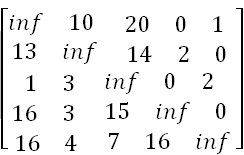 inf 10 20 0 1
13 inf 14 2 0
1 3 inf 0 2
16 3 15 inf 0
16 4 7 16 inf